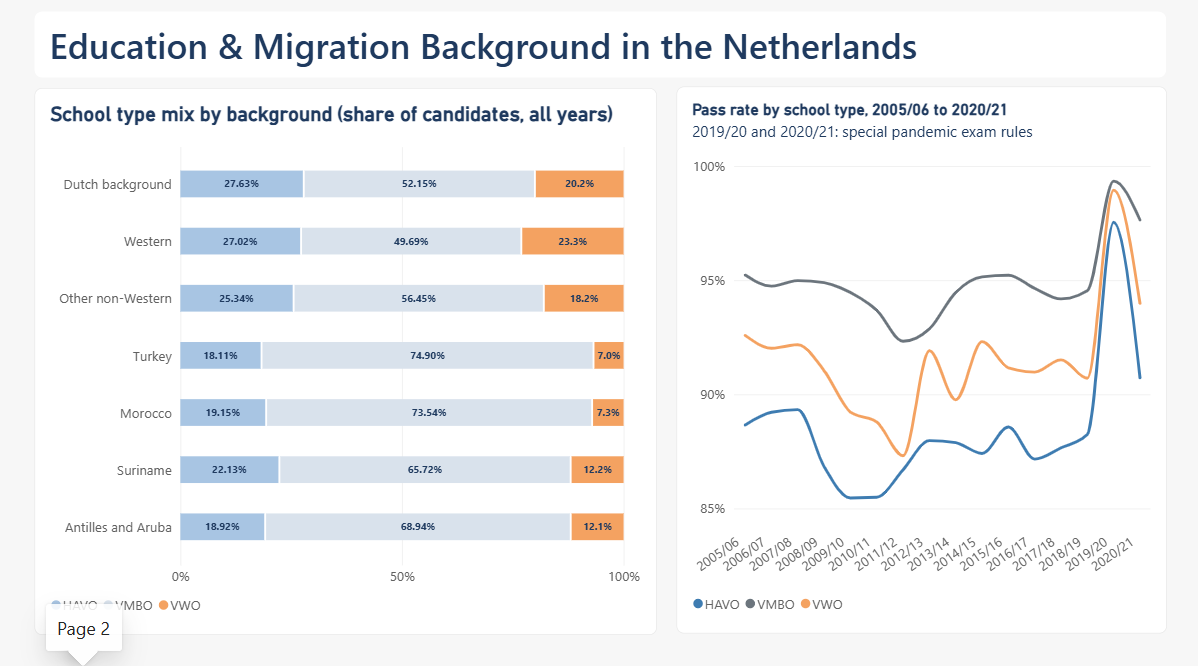 Education & Migration Background in the Netherlands
School type mix by background (share of candidates, all years)
Dutch background 27.63% 52.15% 20.2%
Western 27.02% 49.69% 23.3%
Other non-Western 25.34% 56.45% 18.2%
Turkey 18.11% 74.90% 7.0%
Morocco 19.15% 73.54% 7.3%
Suriname 22.13% 65.72% 12.2%
Antilles and Aruba 18.92% 68.94% 12.1%
0% 50% 100%
HAVO VMBO VWO
Page 2
Pass rate by school type, 2005/06 to 2020/21
2019/20 and 2020/21: special pandemic exam rules
100%
95%
90%
85%
2005/06 2006/07 2007/08 2008/09 2009/10 2010/11 2011/12 2012/13 2013/14 2014/15 2015/16 2016/17 2017/18 2018/19 2019/20 2020/21
HAVO VMBO VWO